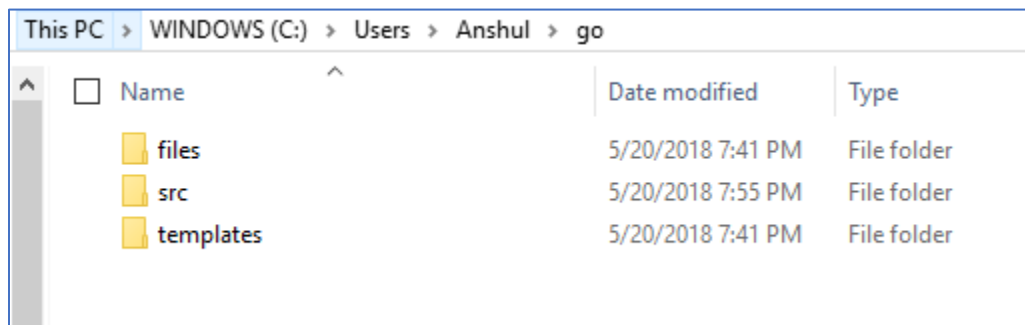 This PC > WINDOWS (C:) > Users > Anshul > go
Name Date modified Type
files 5/20/2018 7:41 PM File folder
src 5/20/2018 7:55 PM File folder
templates 5/20/2018 7:41 PM File folder